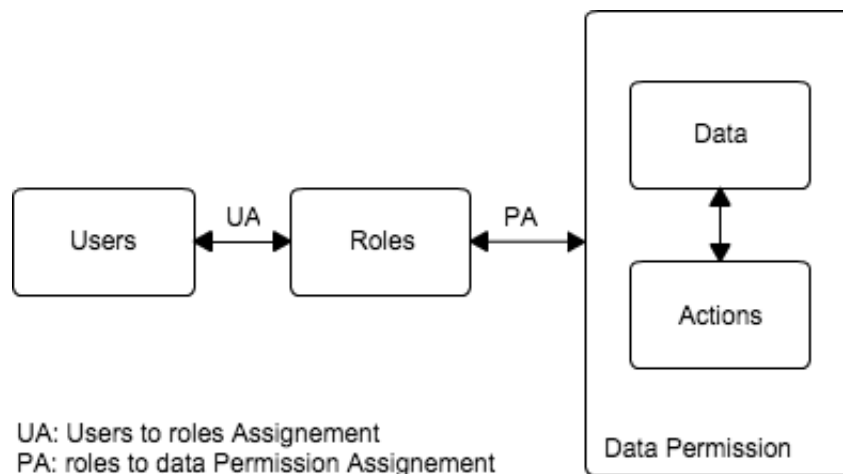 Data
UA
PA
Users
Roles
Actions
UA: Users to roles Assignement
PA: roles to data Permission Assignement
Data Permission